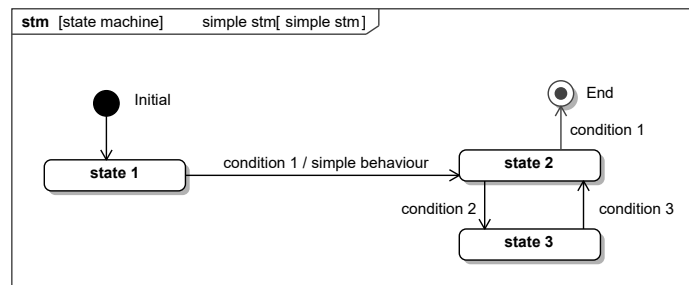 stm [state machine] simple stm[ simple stm]
Initial
End
condition 1
state 1
condition 1 / simple behaviour
state 2
condition 2
condition 3
state 3